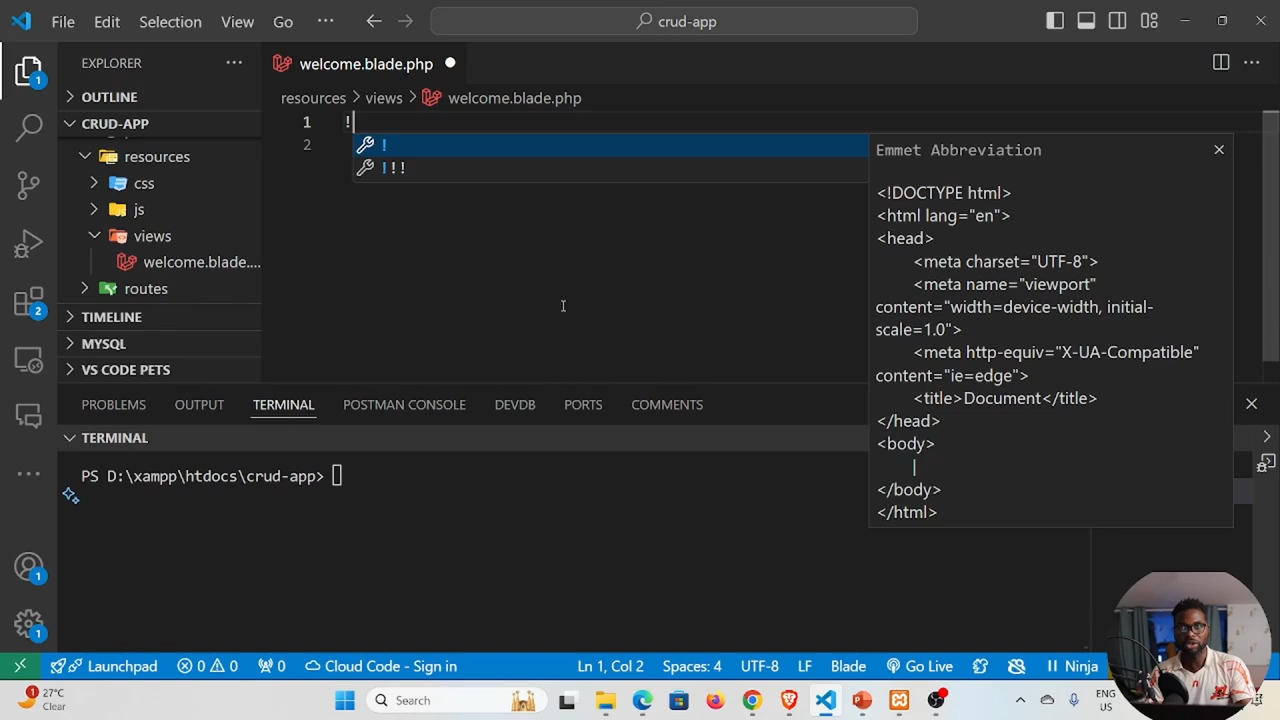 File Edit Selection View Go ··· crud-app
EXPLORER ··· welcome.blade.php
1
OUTLINE
resources > views > welcome.blade.php
CRUD-APP
1 !
2
resources
css
js
views
welcome.blade....
routes
TIMELINE
MYSQL
VS CODE PETS
!
!!!
Emmet Abbreviation
<!DOCTYPE html>
<html lang="en">
<head>
<meta charset="UTF-8">
<meta name="viewport"
content="width=device-width, initial-
scale=1.0">
<meta http-equiv="X-UA-Compatible"
content="ie=edge">
<title>Document</title>
</head>
<body>
|
</body>
</html>
2
PROBLEMS OUTPUT TERMINAL POSTMAN CONSOLE DEVDB PORTS COMMENTS
TERMINAL
PS D:\xampp\htdocs\crud-app>
1
1
Launchpad 0 0 0 Cloud Code - Sign in Ln 1, Col 2 Spaces: 4 UTF-8 LF Blade Go Live Ninja
1 27°C
Clear
Search
ENG
US